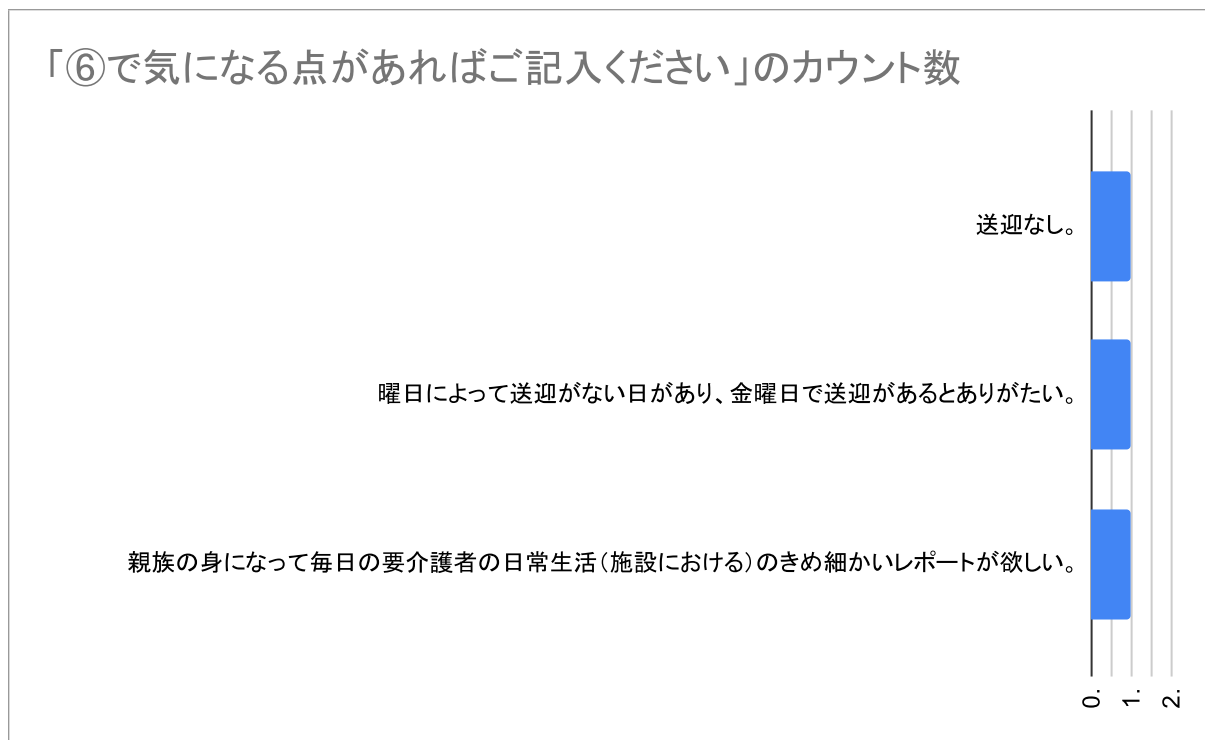 「⑥で気になる点があればご記入ください」のカウント数
送迎なし。
曜日によって送迎がない日があり、金曜日で送迎があるとありがたい。
親族の身になって毎日の要介護者の日常生活（施設における）のきめ細かいレポートが欲しい。
0.
1.
2.